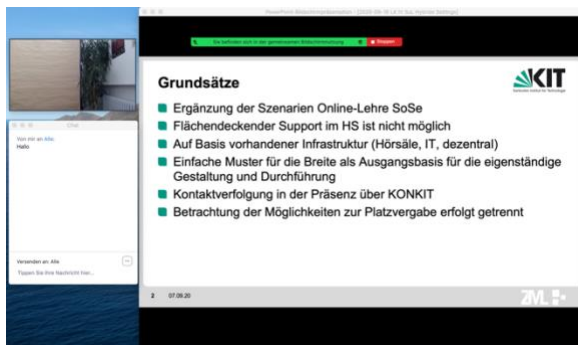 PowerPoint-Bildschirmpräsentation
Sie befinden sich in der gemeinsamen Bildschirmnutzung
Stoppen
Grundsätze
KIT
Ergänzung der Szenarien Online-Lehre SoSe
Flächendeckender Support im HS ist nicht möglich
Auf Basis vorhandener Infrastruktur (Hörsäle, IT, dezentral)
Einfache Muster für die Breite als Ausgangsbasis für die eigenständige
Gestaltung und Durchführung
Kontaktverfolgung in der Präsenz über KONKIT
Betrachtung der Möglichkeiten zur Platzvergabe erfolgt getrennt
2 07.09.20
ZML
Chat
Von mir an Alle:
Hallo
Versenden an: Alle
Tippen Sie Ihre Nachricht hier...